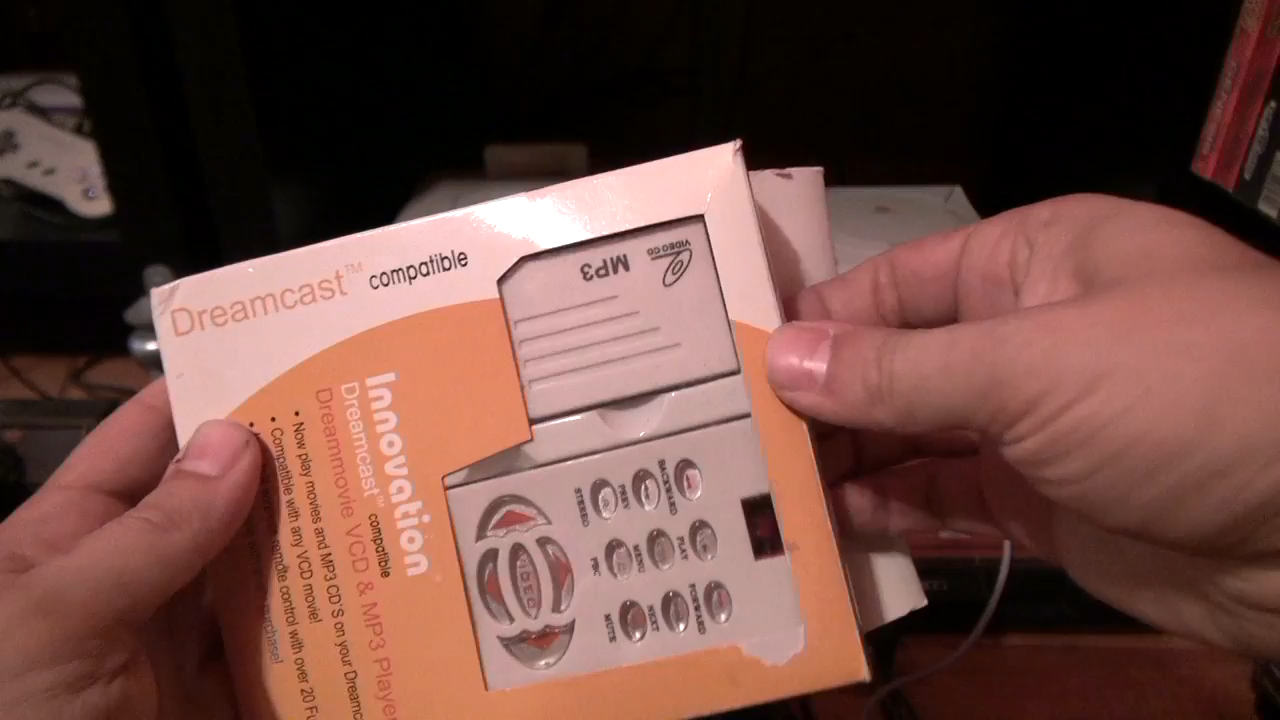 Dreamcast™ compatible
Innovation
Dreamcast™ compatible
Dreammovie VCD & MP3 Player
• Now play movies and MP3 CD'S on your Dreamc
• Compatible with any VCD movie!
remote control with over 20 Fu
purchase!
MP3
VIDEO CD
BACKWARD
PREV
STEREO
PLAY
MENU
PBC
FORWARD
NEXT
MUTE
VIDEO